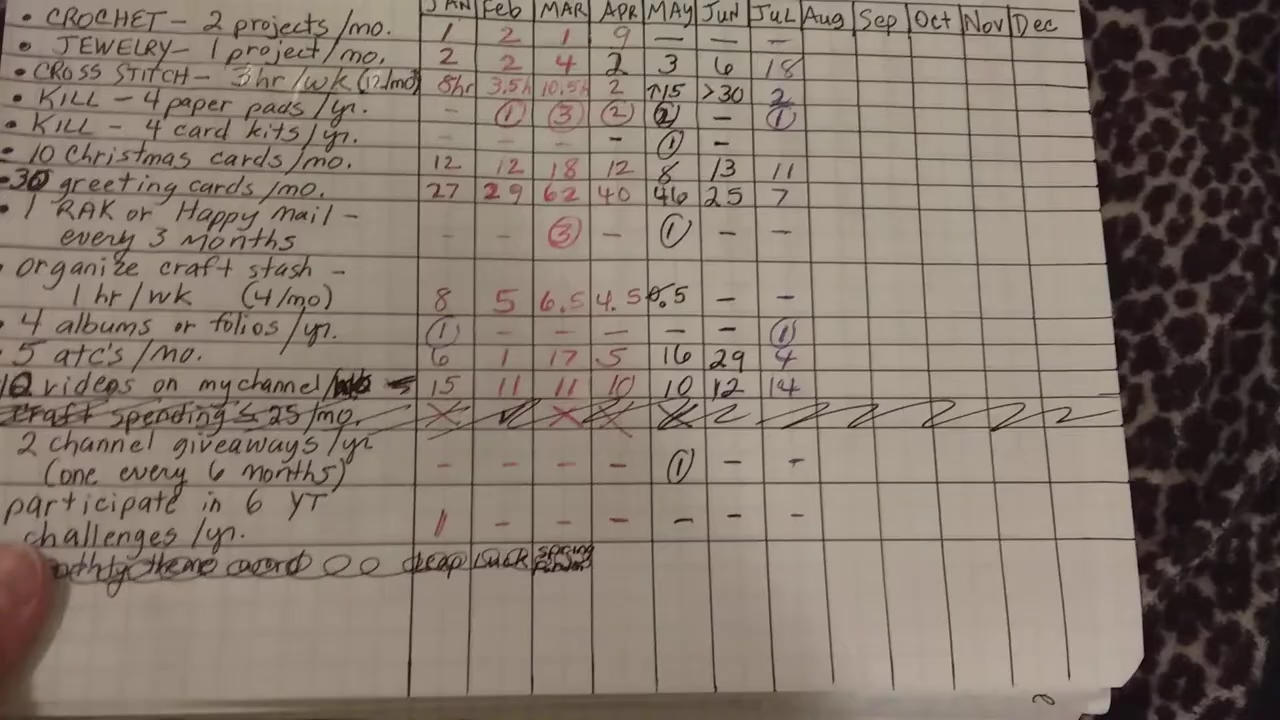 JAN Feb MAR APR MAY JUN JUL Aug Sep Oct Nov Dec
• CROCHET - 2 projects/mo. 1 2 1 9 — — —
• JEWELRY - 1 project/mo. 2 2 4 2 3 6 18
• CROSS STITCH - 3hr/wk (12/mo) 8hr 3.5h 10.5h 2 ↑15 >30 2
• KILL - 4 paper pads/yr. - 1 3 2 2 - 1
• KILL - 4 card kits/yr. - - - - 1 -
• 10 Christmas cards/mo. 12 12 18 12 8 13 11
• 30 greeting cards/mo. 27 29 62 40 46 25 7
• 1 RAK or Happy mail -
every 3 months - - 3 - 1 - -
• organize craft stash -
1 hr/wk (4/mo) 8 5 6.5 4.5 .5 - -
• 4 albums or folios/yr. 1 - - - - - 1
• 5 atc's/mo. 6 1 17 5 16 29 4
10 videos on my channel/ 15 11 11 10 10 12 14
craft spending ≤ 25/mo.
2 channel giveaways/yr
(one every 6 months) - - - - 1 - -
participate in 6 YT
challenges/yr. 1 - - - - - -
theme luck spring